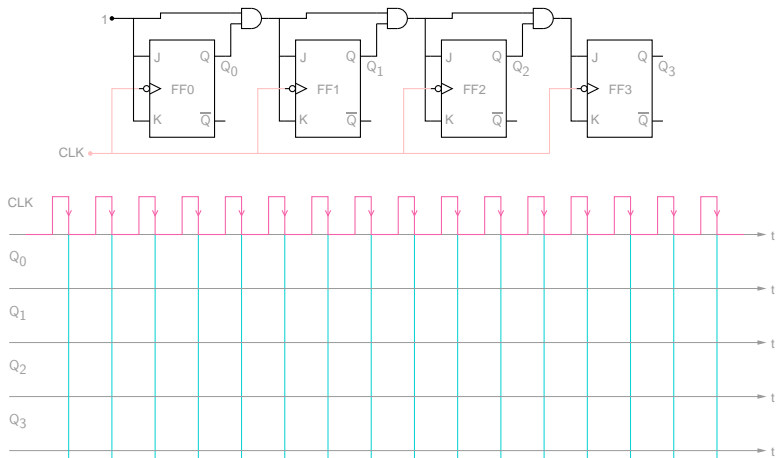 1
J Q Q0 J Q Q1 J Q Q2 J Q Q3
FF0 FF1 FF2 FF3
K Q̅ K Q̅ K Q̅ K Q̅
CLK
CLK
t
Q0
t
Q1
t
Q2
t
Q3
t